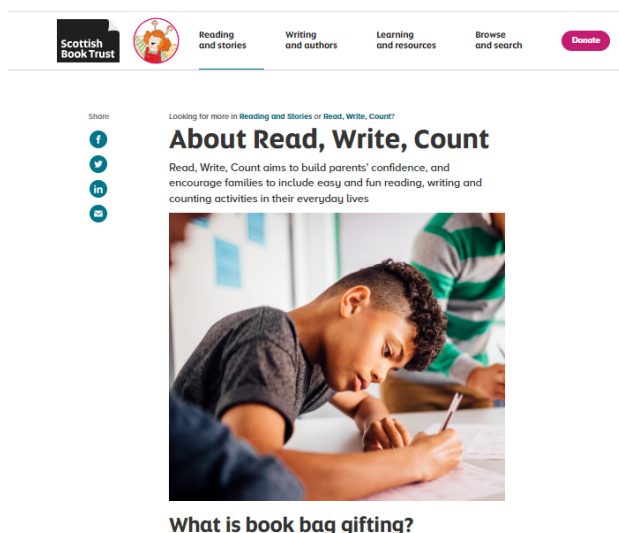 Scottish
Book Trust
Reading
and stories
Writing
and authors
Learning
and resources
Browse
and search
Donate
Share
Looking for more in Reading and Stories or Read, Write, Count?
About Read, Write, Count
Read, Write, Count aims to build parents' confidence, and
encourage families to include easy and fun reading, writing and
counting activities in their everyday lives
What is book bag gifting?